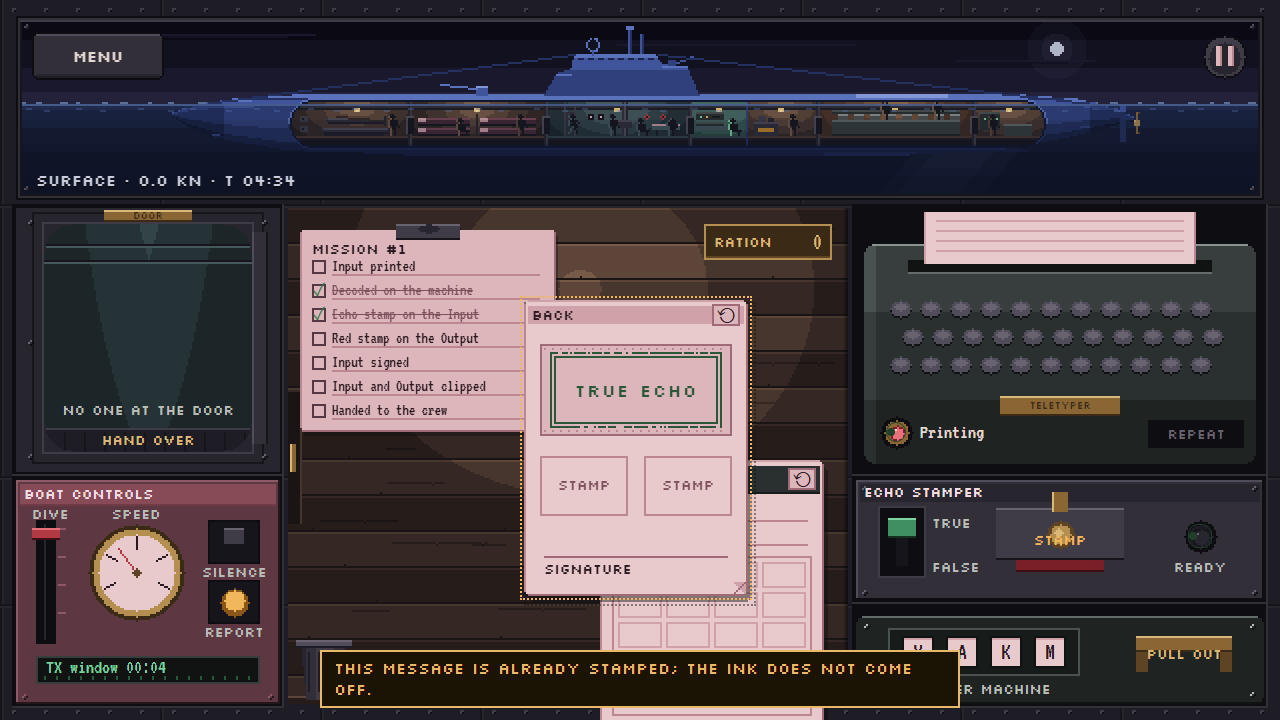 MENU
SURFACE · 0.0 KN · T 04:34
DOOR
NO ONE AT THE DOOR
HAND OVER
MISSION #1
Input printed
Decoded on the machine
Echo stamp on the Input
Red stamp on the Output
Input signed
Input and Output clipped
Handed to the crew
RATION 0
BACK
TRUE ECHO
STAMP STAMP
SIGNATURE
TELETYPER
Printing
REPEAT
BOAT CONTROLS
DIVE SPEED
SILENCE
REPORT
TX window 00:04
ECHO STAMPER
TRUE
FALSE
STAMP
READY
A K M
PULL OUT
MACHINE
THIS MESSAGE IS ALREADY STAMPED; THE INK DOES NOT COME
OFF.